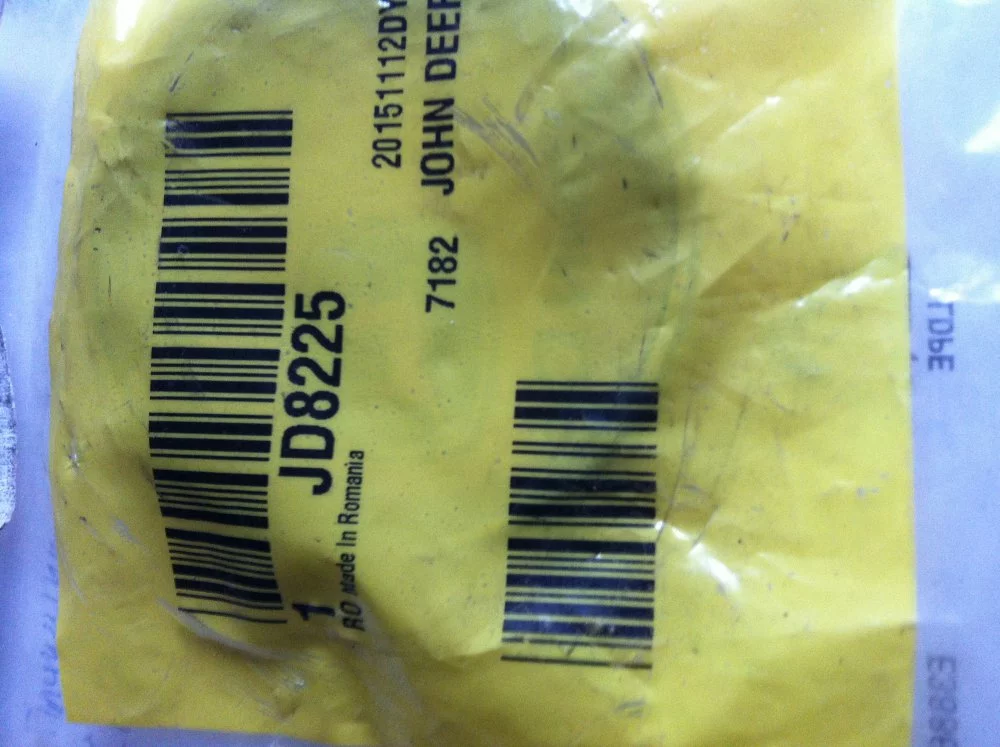 1 JD8225
RO Made In Romania
20151112DY
7182 JOHN DEER